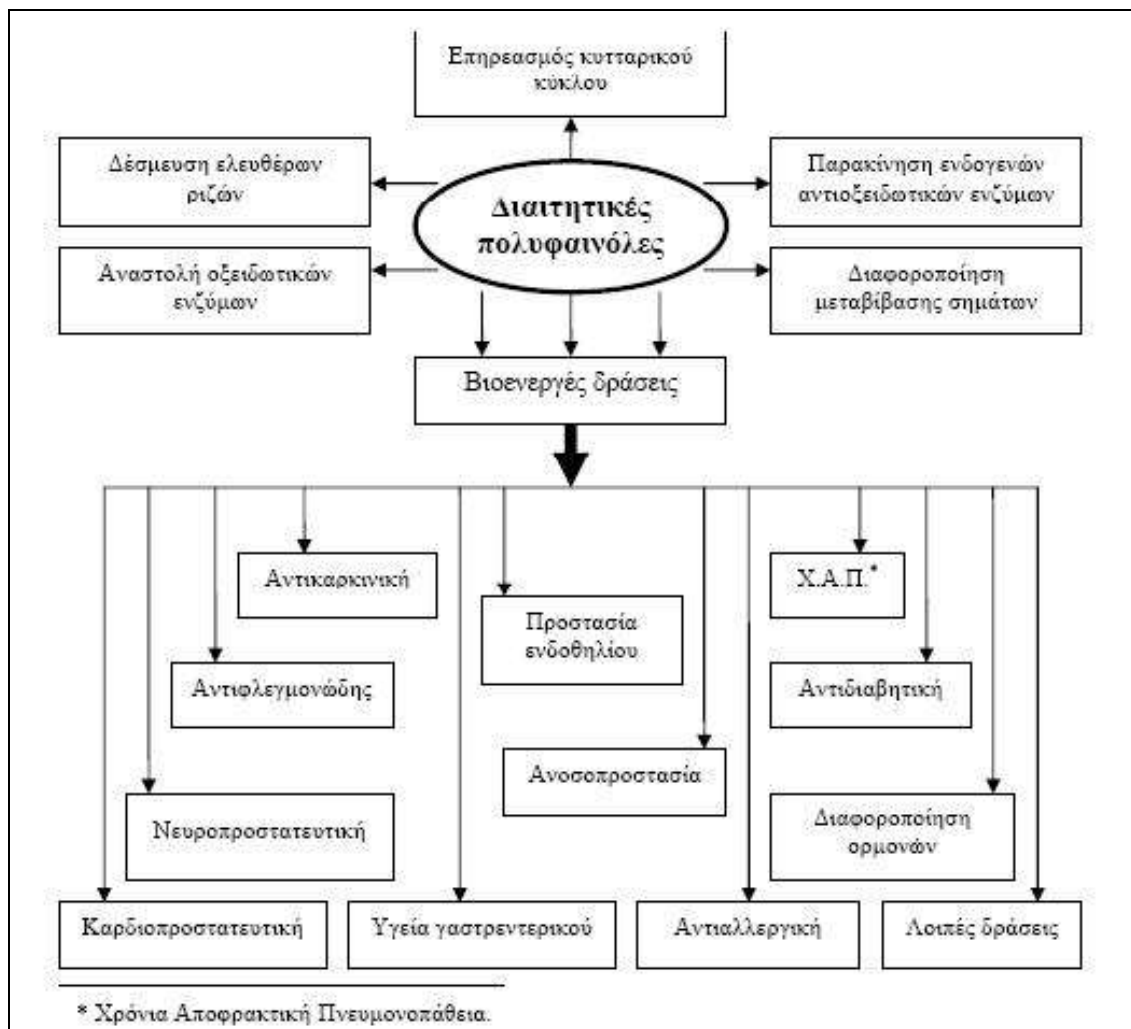 Επηρεασμός κυτταρικού
κύκλου
Δέσμευση ελευθέρων
ριζών
Παρακίνηση ενδογενών
αντιοξειδωτικών ενζύμων
Διαιτητικές
πολυφαινόλες
Αναστολή οξειδωτικών
ενζύμων
Διαφοροποίηση
μεταβίβασης σημάτων
Βιοενεργές δράσεις
Αντικαρκινική
Χ.Α.Π.*
Προστασία
ενδοθηλίου
Αντιφλεγμονώδης
Αντιδιαβητική
Ανοσοπροστασία
Νευροπροστατευτική
Διαφοροποίηση
ορμονών
Καρδιοπροστατευτική
Υγεία γαστρεντερικού
Αντιαλλεργική
Λοιπές δράσεις
* Χρόνια Αποφρακτική Πνευμονοπάθεια.